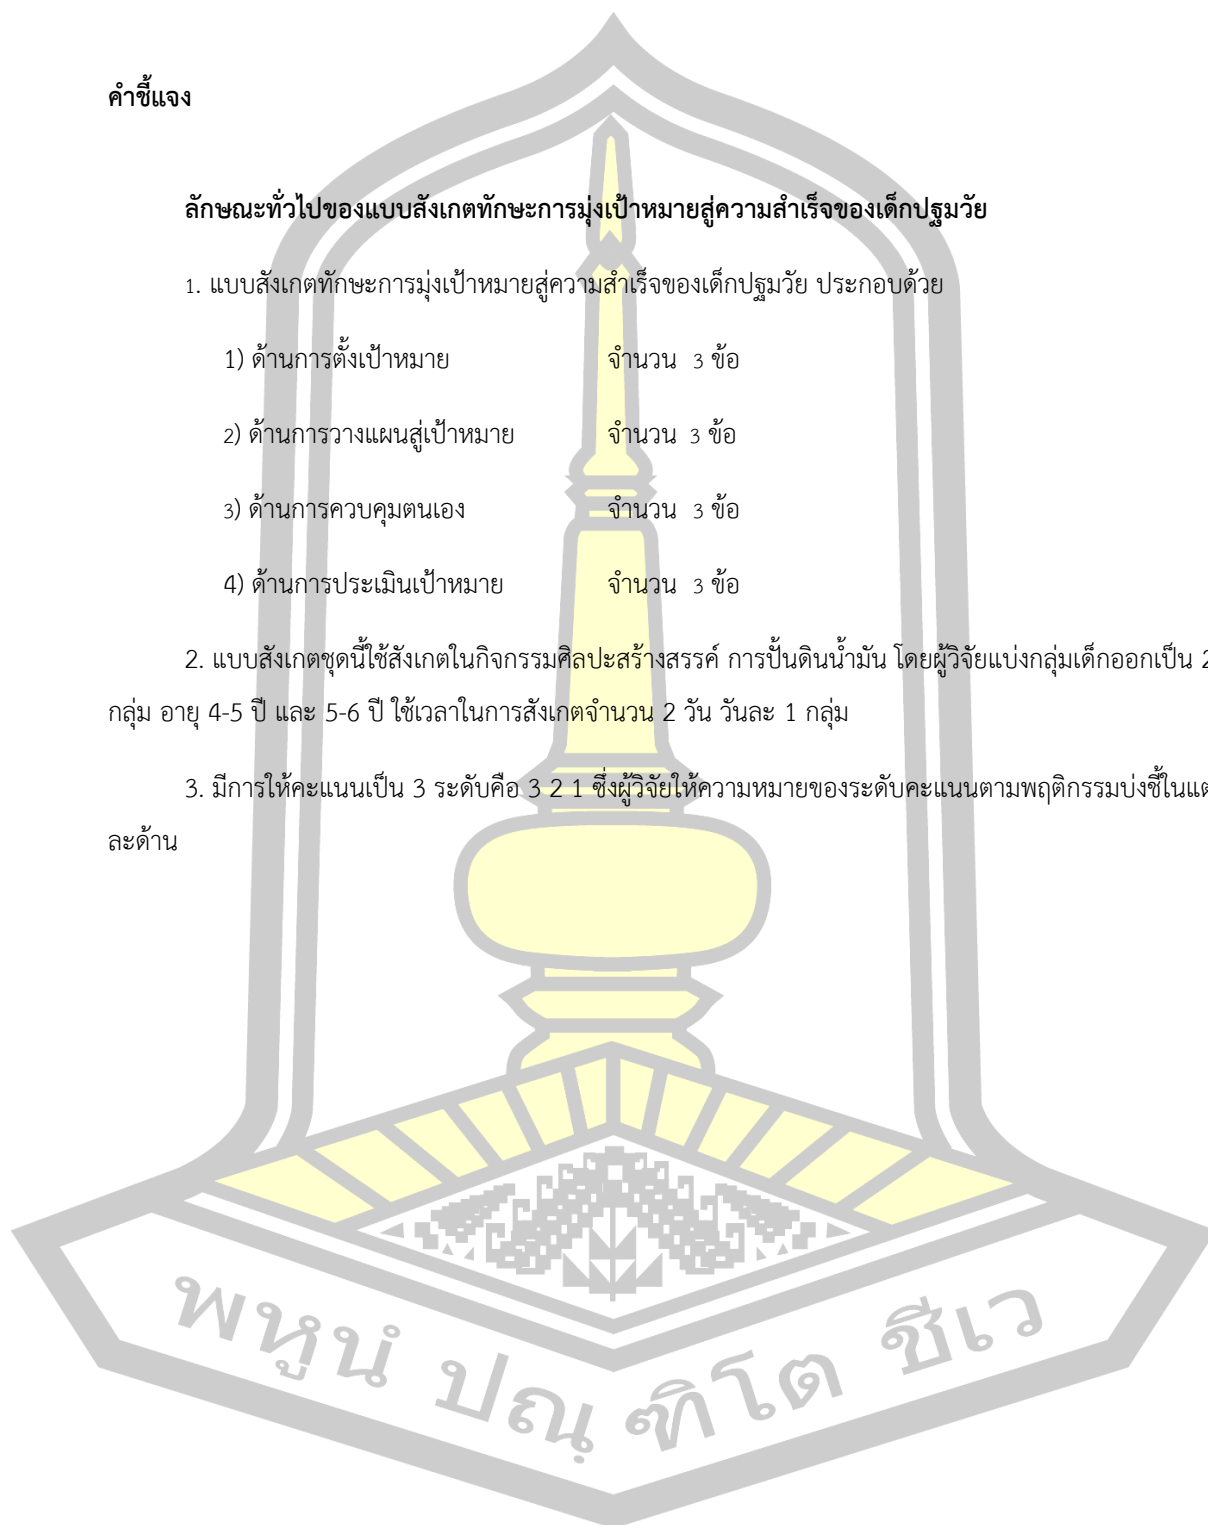 คำชี้แจง
ลักษณะทั่วไปของแบบสังเกตทักษะการมุ่งเป้าหมายสู่ความสำเร็จของเด็กปฐมวัย
1. แบบสังเกตทักษะการมุ่งเป้าหมายสู่ความสำเร็จของเด็กปฐมวัย ประกอบด้วย
1) ด้านการตั้งเป้าหมาย จำนวน 3 ข้อ
2) ด้านการวางแผนสู่เป้าหมาย จำนวน 3 ข้อ
3) ด้านการควบคุมตนเอง จำนวน 3 ข้อ
4) ด้านการประเมินเป้าหมาย จำนวน 3 ข้อ
2. แบบสังเกตชุดนี้ใช้สังเกตในกิจกรรมศิลปะสร้างสรรค์ การปั้นดินน้ำมัน โดยผู้วิจัยแบ่งกลุ่มเด็กออกเป็น 2
กลุ่ม อายุ 4-5 ปี และ 5-6 ปี ใช้เวลาในการสังเกตจำนวน 2 วัน วันละ 1 กลุ่ม
3. มีการให้คะแนนเป็น 3 ระดับคือ 3 2 1 ซึ่งผู้วิจัยให้ความหมายของระดับคะแนนตามพฤติกรรมบ่งชี้ในแต่
ละด้าน
พหูนํ ปณฺฑิโต ชีเว